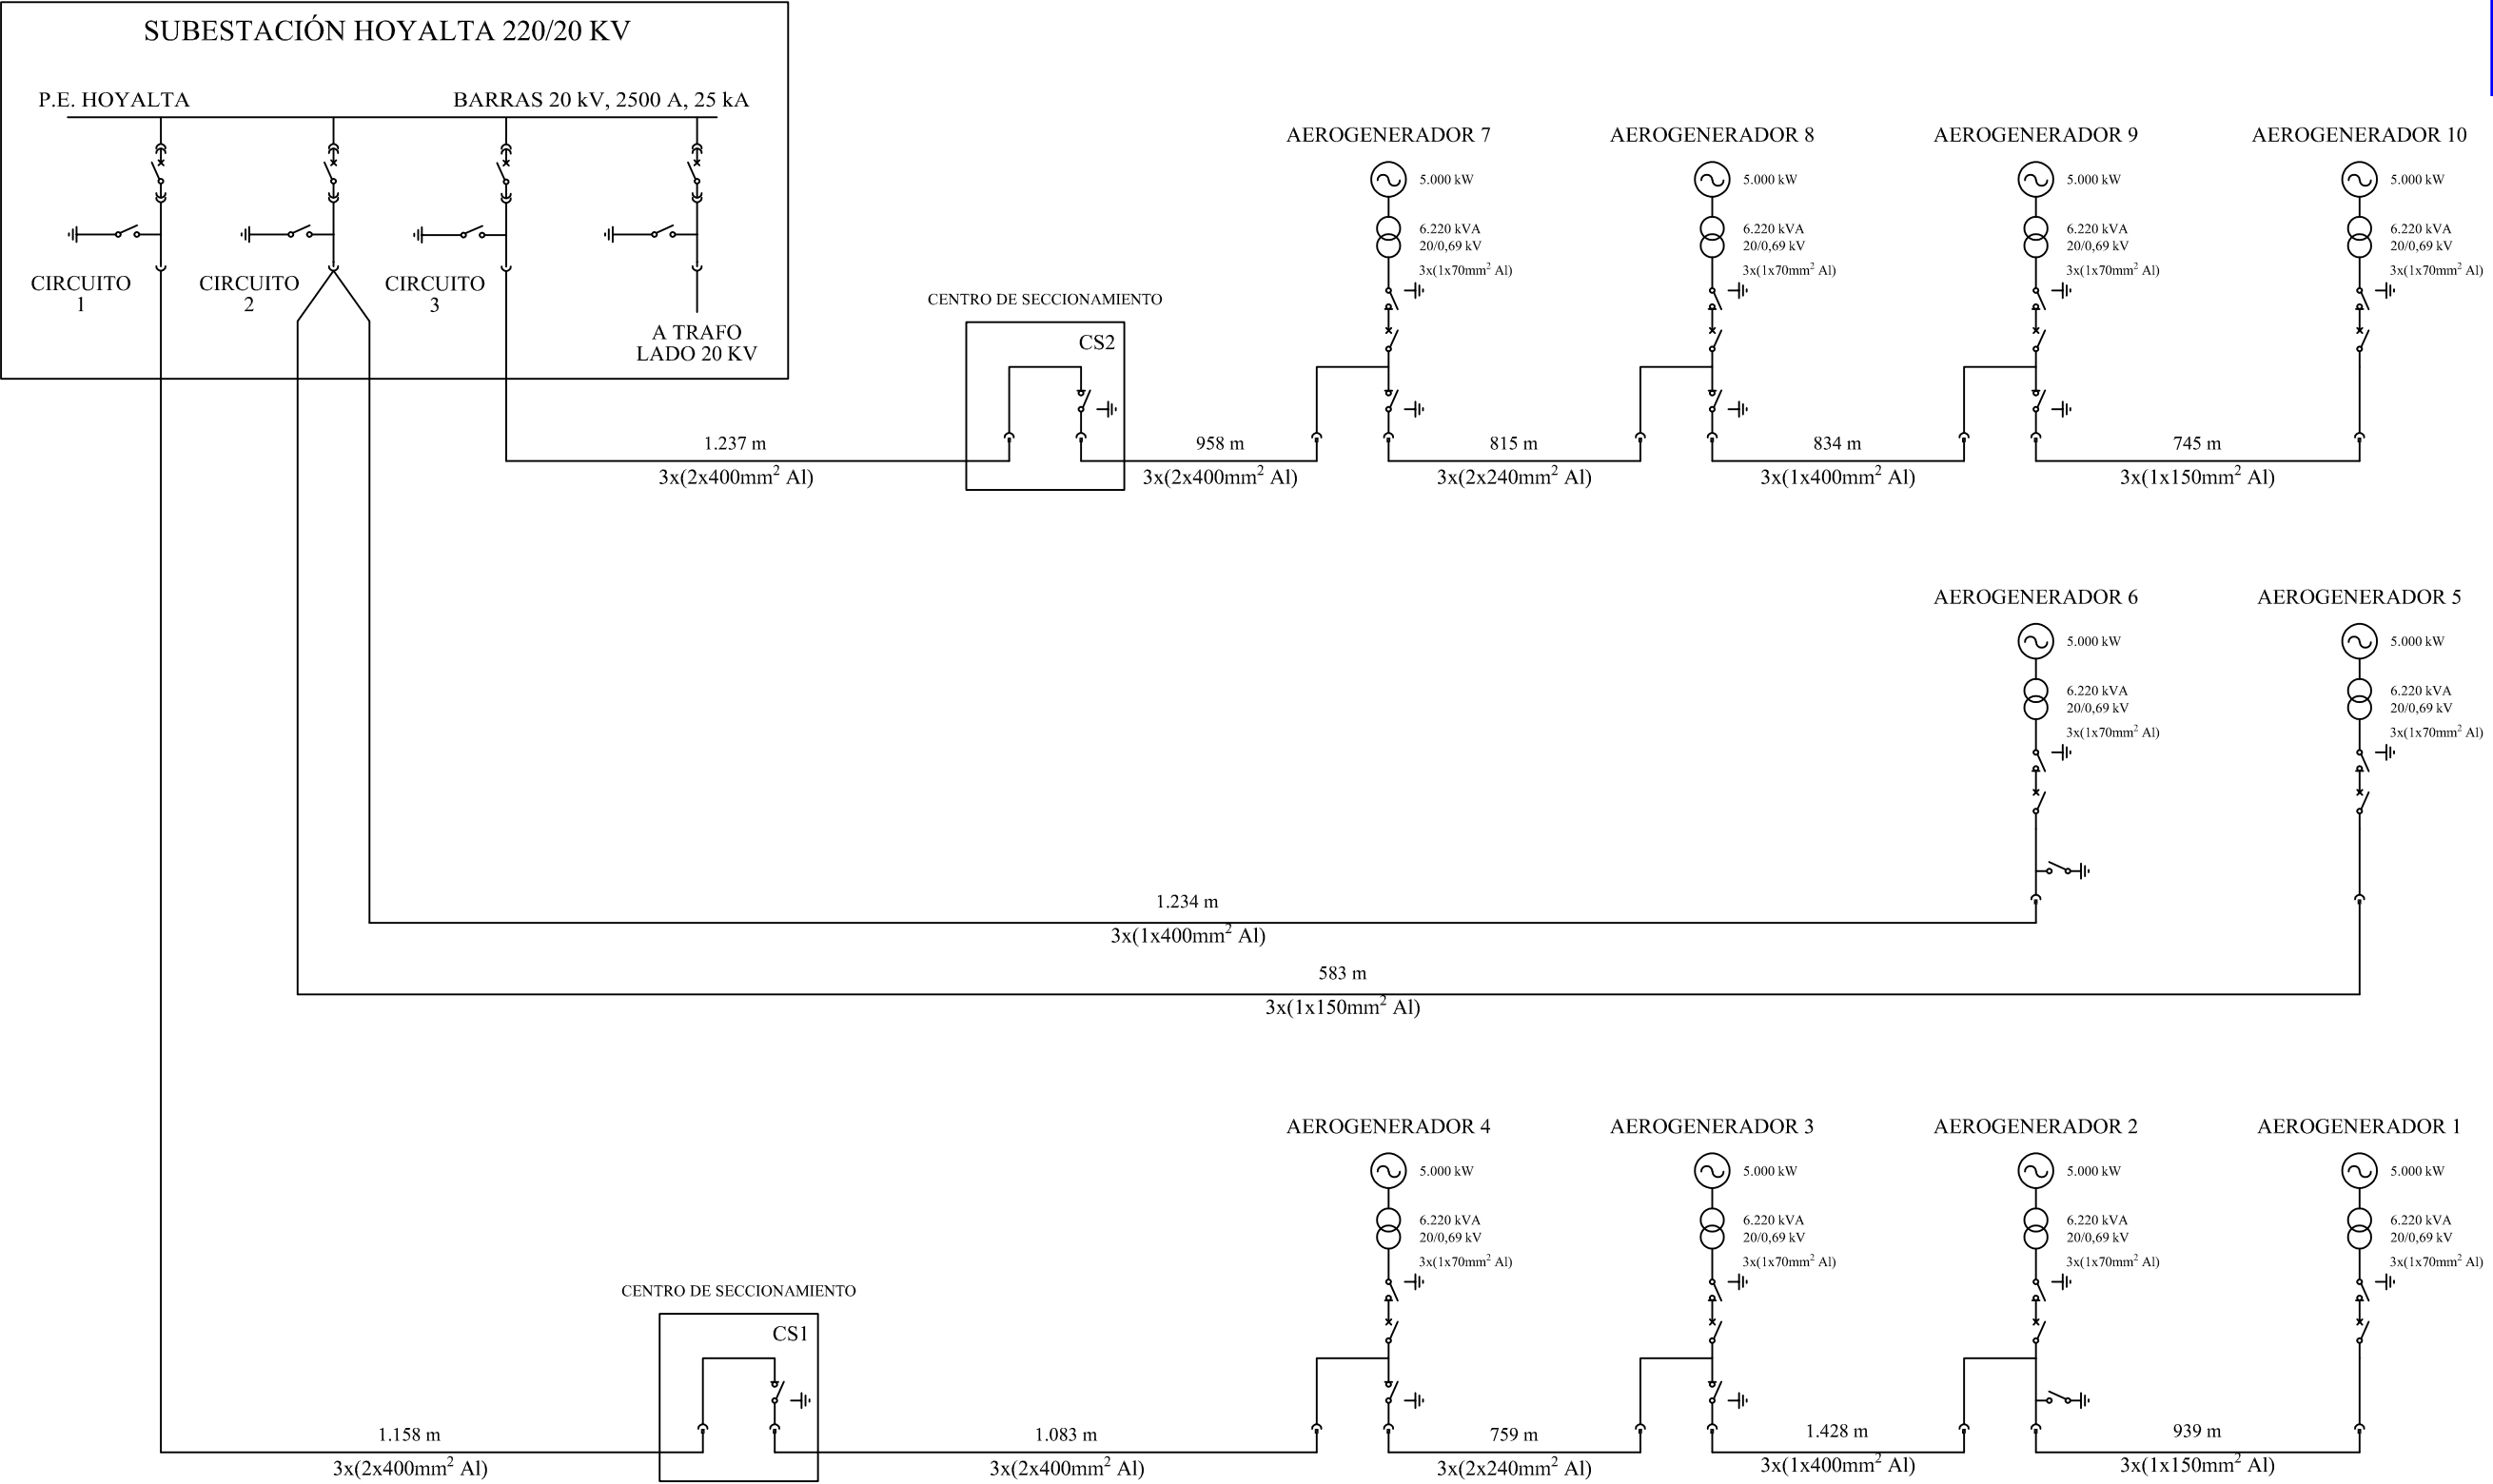 SUBESTACIÓN HOYALTA 220/20 KV
P.E. HOYALTA
BARRAS 20 kV, 2500 A, 25 kA
CIRCUITO
1
CIRCUITO
2
CIRCUITO
3
A TRAFO
LADO 20 KV
CENTRO DE SECCIONAMIENTO
CS2
AEROGENERADOR 7
5.000 kW
6.220 kVA
20/0,69 kV
3x(1x70mm² Al)
AEROGENERADOR 8
5.000 kW
6.220 kVA
20/0,69 kV
3x(1x70mm² Al)
AEROGENERADOR 9
5.000 kW
6.220 kVA
20/0,69 kV
3x(1x70mm² Al)
AEROGENERADOR 10
5.000 kW
6.220 kVA
20/0,69 kV
3x(1x70mm² Al)
1.237 m
3x(2x400mm² Al)
958 m
3x(2x400mm² Al)
815 m
3x(2x240mm² Al)
834 m
3x(1x400mm² Al)
745 m
3x(1x150mm² Al)
AEROGENERADOR 6
5.000 kW
6.220 kVA
20/0,69 kV
3x(1x70mm² Al)
AEROGENERADOR 5
5.000 kW
6.220 kVA
20/0,69 kV
3x(1x70mm² Al)
1.234 m
3x(1x400mm² Al)
583 m
3x(1x150mm² Al)
AEROGENERADOR 4
5.000 kW
6.220 kVA
20/0,69 kV
3x(1x70mm² Al)
AEROGENERADOR 3
5.000 kW
6.220 kVA
20/0,69 kV
3x(1x70mm² Al)
AEROGENERADOR 2
5.000 kW
6.220 kVA
20/0,69 kV
3x(1x70mm² Al)
AEROGENERADOR 1
5.000 kW
6.220 kVA
20/0,69 kV
3x(1x70mm² Al)
CENTRO DE SECCIONAMIENTO
CS1
1.158 m
3x(2x400mm² Al)
1.083 m
3x(2x400mm² Al)
759 m
3x(2x240mm² Al)
1.428 m
3x(1x400mm² Al)
939 m
3x(1x150mm² Al)